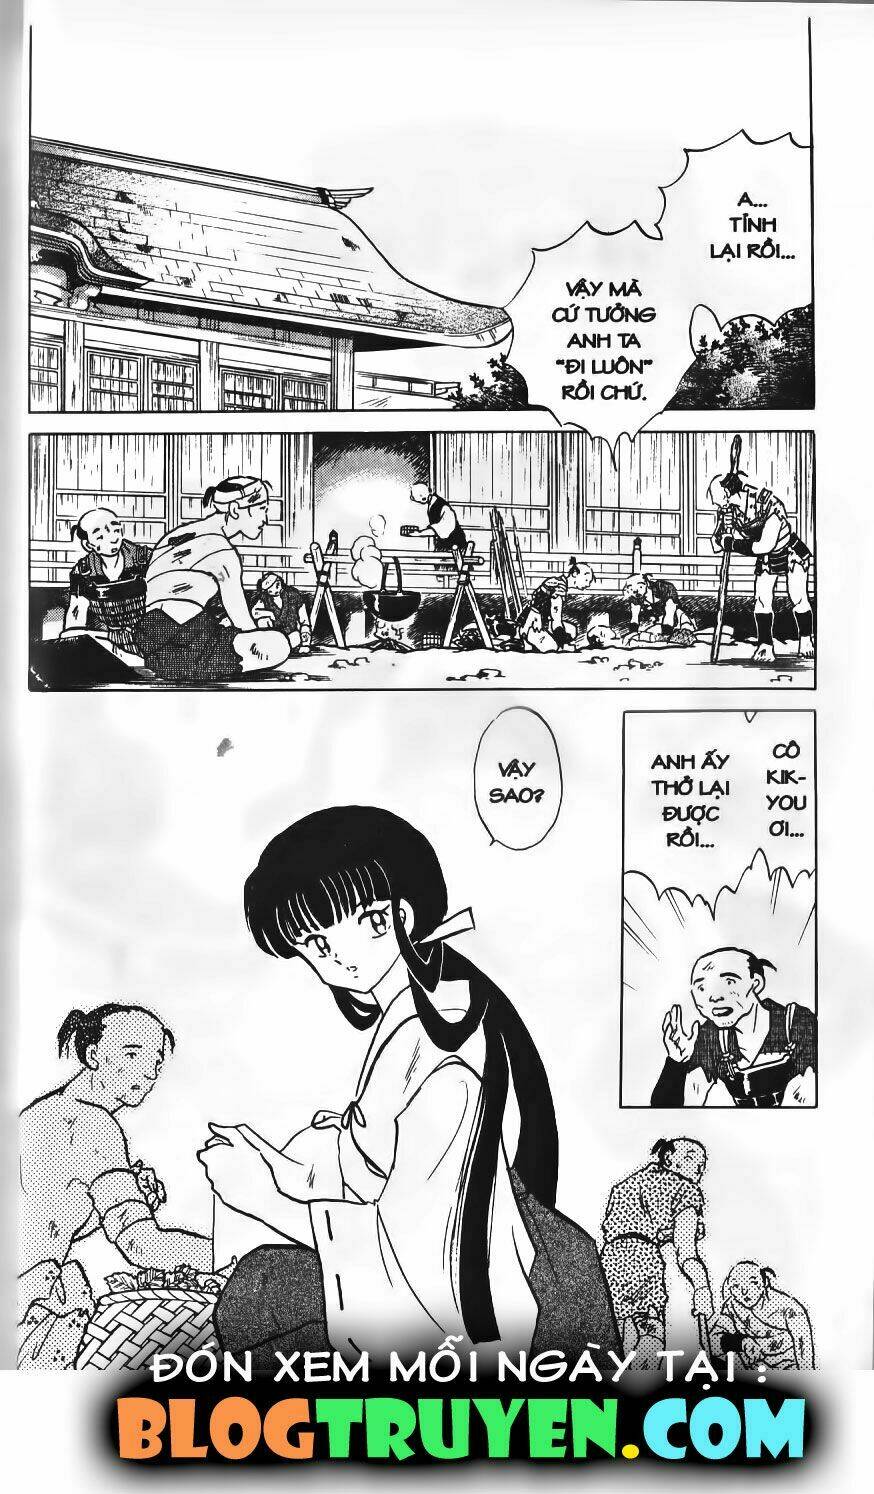 A...
TỈNH
LẠI RỒI...
VẬY MÀ
CỨ TƯỞNG
ANH TA
"ĐI LUÔN"
RỒI CHỨ.
CÔ
KIK-
YOU
ƠI...
ANH ẤY
THỞ LẠI
ĐƯỢC
RỒI...
VẬY
SAO?
ĐÓN XEM MỖI NGÀY TẠI :
BLOGTRUYEN.COM